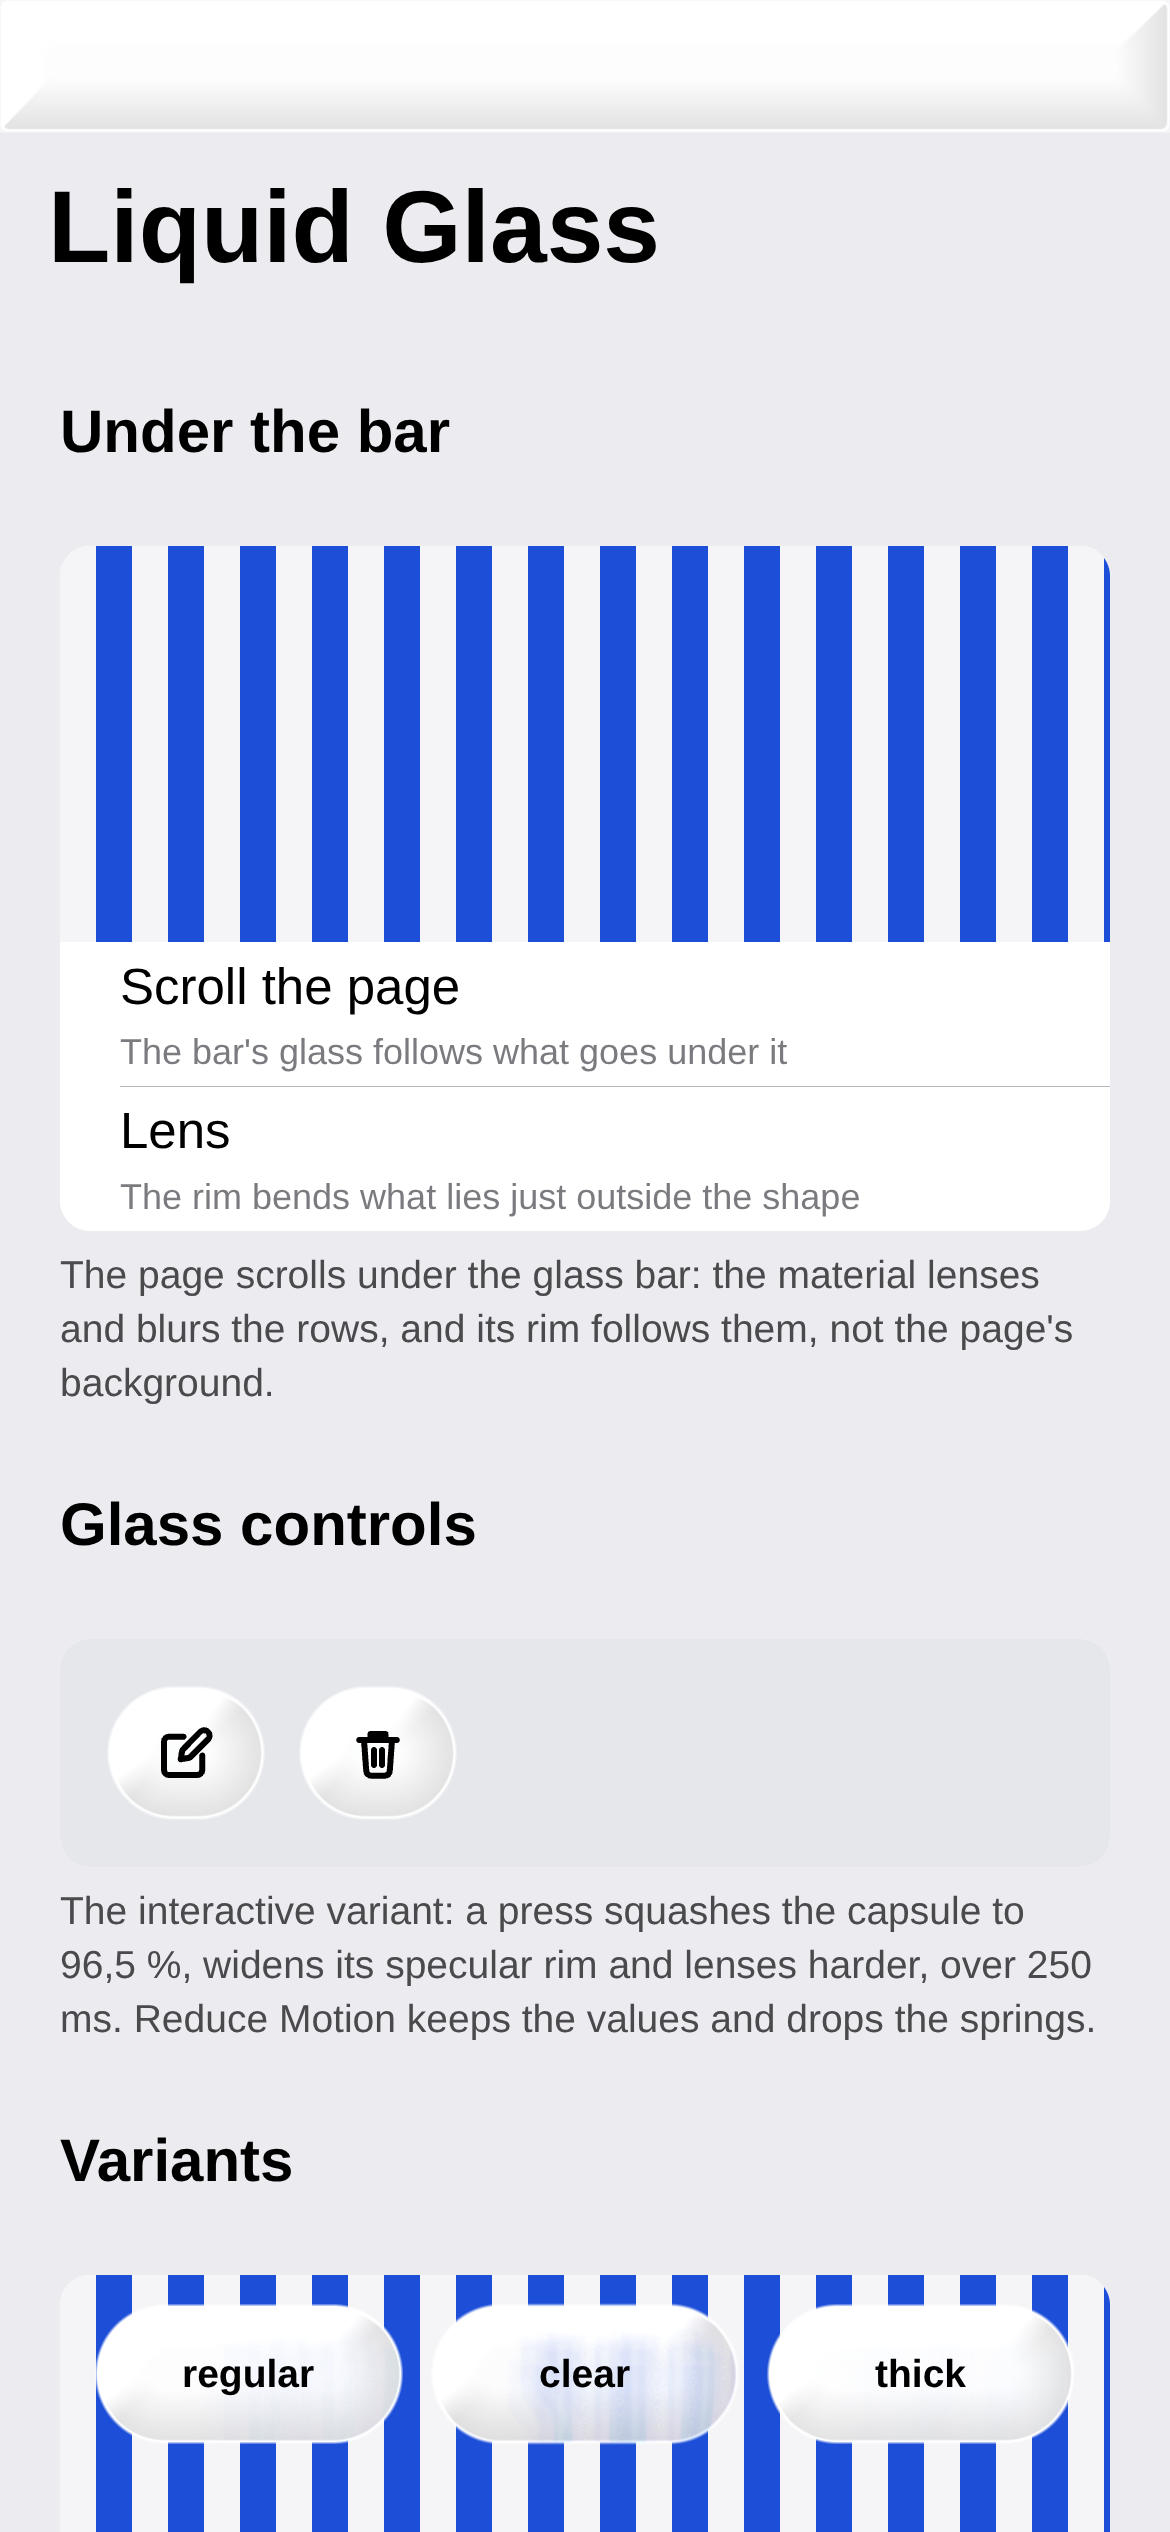 Liquid Glass
Under the bar
Scroll the page
The bar's glass follows what goes under it
Lens
The rim bends what lies just outside the shape
The page scrolls under the glass bar: the material lenses
and blurs the rows, and its rim follows them, not the page's
background.
Glass controls
The interactive variant: a press squashes the capsule to
96,5 %, widens its specular rim and lenses harder, over 250
ms. Reduce Motion keeps the values and drops the springs.
Variants
regular clear thick